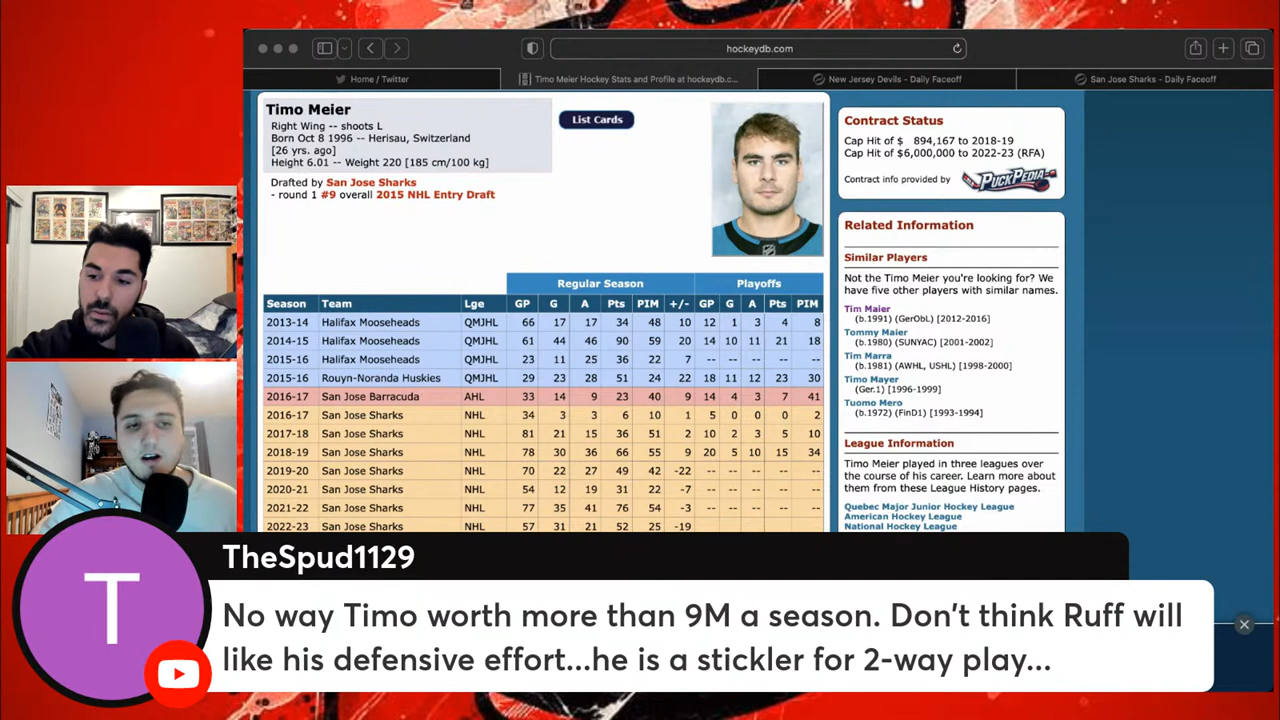 hockeydb.com
Home / Twitter
Timo Meier Hockey Stats and Profile at hockeydb.c...
New Jersey Devils - Daily Faceoff
San Jose Sharks - Daily Faceoff
Timo Meier
Right Wing -- shoots L
Born Oct 8 1996 -- Herisau, Switzerland
[26 yrs. ago]
Height 6.01 -- Weight 220 [185 cm/100 kg]
Drafted by San Jose Sharks
- round 1 #9 overall 2015 NHL Entry Draft
List Cards
Contract Status
Cap Hit of $ 894,167 to 2018-19
Cap Hit of $6,000,000 to 2022-23 (RFA)
Contract info provided by PUCKPEDIA
Related Information
Similar Players
Not the Timo Meier you're looking for? We
have five other players with similar names.
Tim Maier
(b.1991) (GerObL) [2012-2016]
Tommy Maier
(b.1980) (SUNYAC) [2001-2002]
Tim Marra
(b.1981) (AWHL, USHL) [1998-2000]
Timo Mayer
(Ger.1) [1996-1999]
Tuomo Mero
(b.1972) (FinD1) [1993-1994]
League Information
Timo Meier played in three leagues over
the course of his career. Learn more about
them from these League History pages.
Quebec Major Junior Hockey League
American Hockey League
National Hockey League
Regular Season Playoffs
Season Team Lge GP G A Pts PIM +/- GP G A Pts PIM
2013-14 Halifax Mooseheads QMJHL 66 17 17 34 48 10 12 1 3 4 8
2014-15 Halifax Mooseheads QMJHL 61 44 46 90 59 20 14 10 11 21 18
2015-16 Halifax Mooseheads QMJHL 23 11 25 36 22 7 -- -- -- -- --
2015-16 Rouyn-Noranda Huskies QMJHL 29 23 28 51 24 22 18 11 12 23 30
2016-17 San Jose Barracuda AHL 33 14 9 23 40 9 14 4 3 7 41
2016-17 San Jose Sharks NHL 34 3 3 6 10 1 5 0 0 0 2
2017-18 San Jose Sharks NHL 81 21 15 36 51 2 10 2 3 5 10
2018-19 San Jose Sharks NHL 78 30 36 66 55 9 20 5 10 15 34
2019-20 San Jose Sharks NHL 70 22 27 49 42 -22 -- -- -- -- --
2020-21 San Jose Sharks NHL 54 12 19 31 22 -7 -- -- -- -- --
2021-22 San Jose Sharks NHL 77 35 41 76 54 -3 -- -- -- -- --
2022-23 San Jose Sharks NHL 57 31 21 52 25 -19
T
TheSpud1129
No way Timo worth more than 9M a season. Don't think Ruff will
like his defensive effort...he is a stickler for 2-way play...